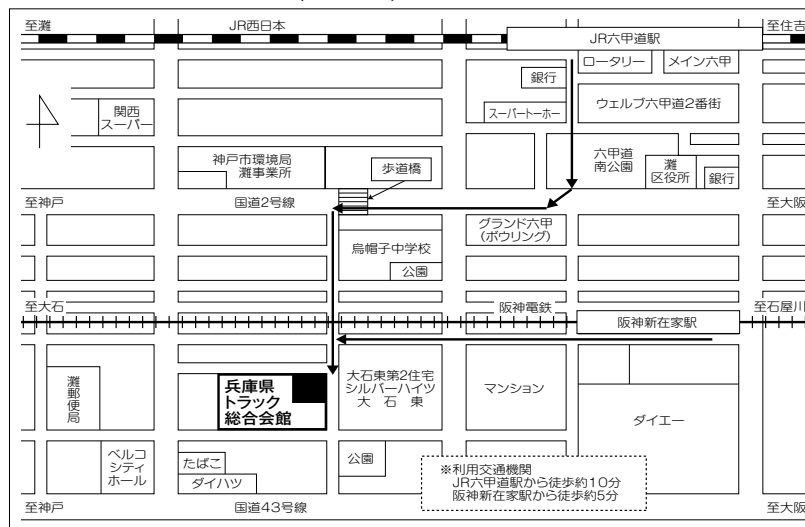 至灘
JR西日本
至住吉
JR六甲道駅
ロータリー
メイン六甲
銀行
関西
スーパー
スーパートーホー
ウェルブ六甲道2番街
神戸市環境局
灘事業所
歩道橋
六甲道
南公園
灘
区役所
銀行
至神戸
国道2号線
至大阪
グランド六甲
(ボウリング)
烏帽子中学校
公園
至大石
阪神電鉄
至石屋川
阪神新在家駅
灘郵便局
兵庫県
トラック
総合会館
大石東第2住宅
シルバーハイツ
大石東
マンション
ダイエー
ベルコ
シティ
ホール
たばこ
ダイハツ
公園
※利用交通機関
JR六甲道駅から徒歩約10分
阪神新在家駅から徒歩約5分
至神戸
国道43号線
至大阪